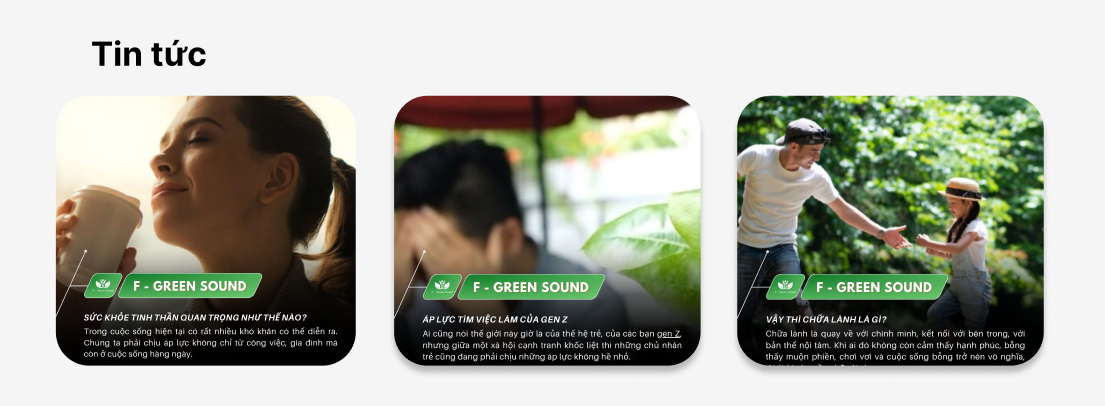 Tin tức
F - GREEN SOUND
SỨC KHỎE TINH THẦN QUAN TRỌNG NHƯ THẾ NÀO?
Trong cuộc sống hiện tại có rất nhiều khó khăn có thể diễn ra.
Chúng ta phải chịu áp lực không chỉ từ công việc, gia đình mà
còn ở cuộc sống hàng ngày.
F - GREEN SOUND
ÁP LỰC TÌM VIỆC LÀM CỦA GEN Z
Ai cũng nói thế giới này giờ là của thế hệ trẻ, của các bạn gen Z,
nhưng giữa một xã hội cạnh tranh khốc liệt thì những chủ nhân
trẻ cũng đang phải chịu những áp lực không hề nhỏ.
F - GREEN SOUND
VẬY THÌ CHỮA LÀNH LÀ GÌ?
Chữa lành là quay về với chính mình, kết nối với bên trong, với
bản thể nội tâm. Khi ai đó không còn cảm thấy hạnh phúc, bỗng
thấy muộn phiền, chơi vơi và cuộc sống bỗng trở nên vô nghĩa,